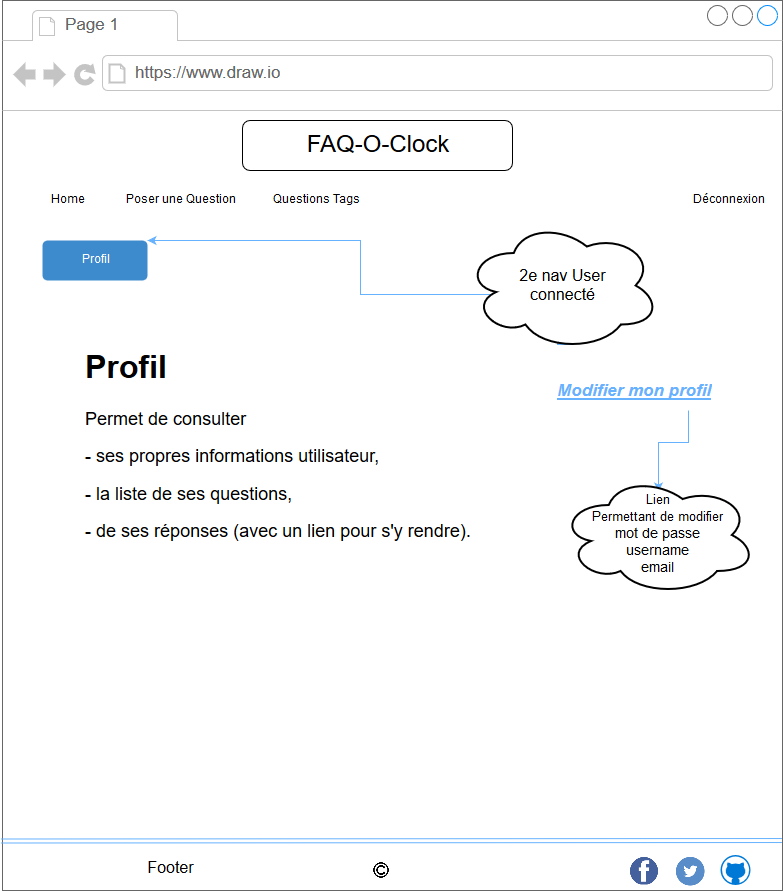 Page 1
https://www.draw.io
FAQ-O-Clock
Home Poser une Question Questions Tags Déconnexion
Profil
2e nav User
connecté
Profil
Modifier mon profil
Permet de consulter
- ses propres informations utilisateur,
- la liste de ses questions,
- de ses réponses (avec un lien pour s'y rendre).
Lien
Permettant de modifier
mot de passe
username
email
Footer © f